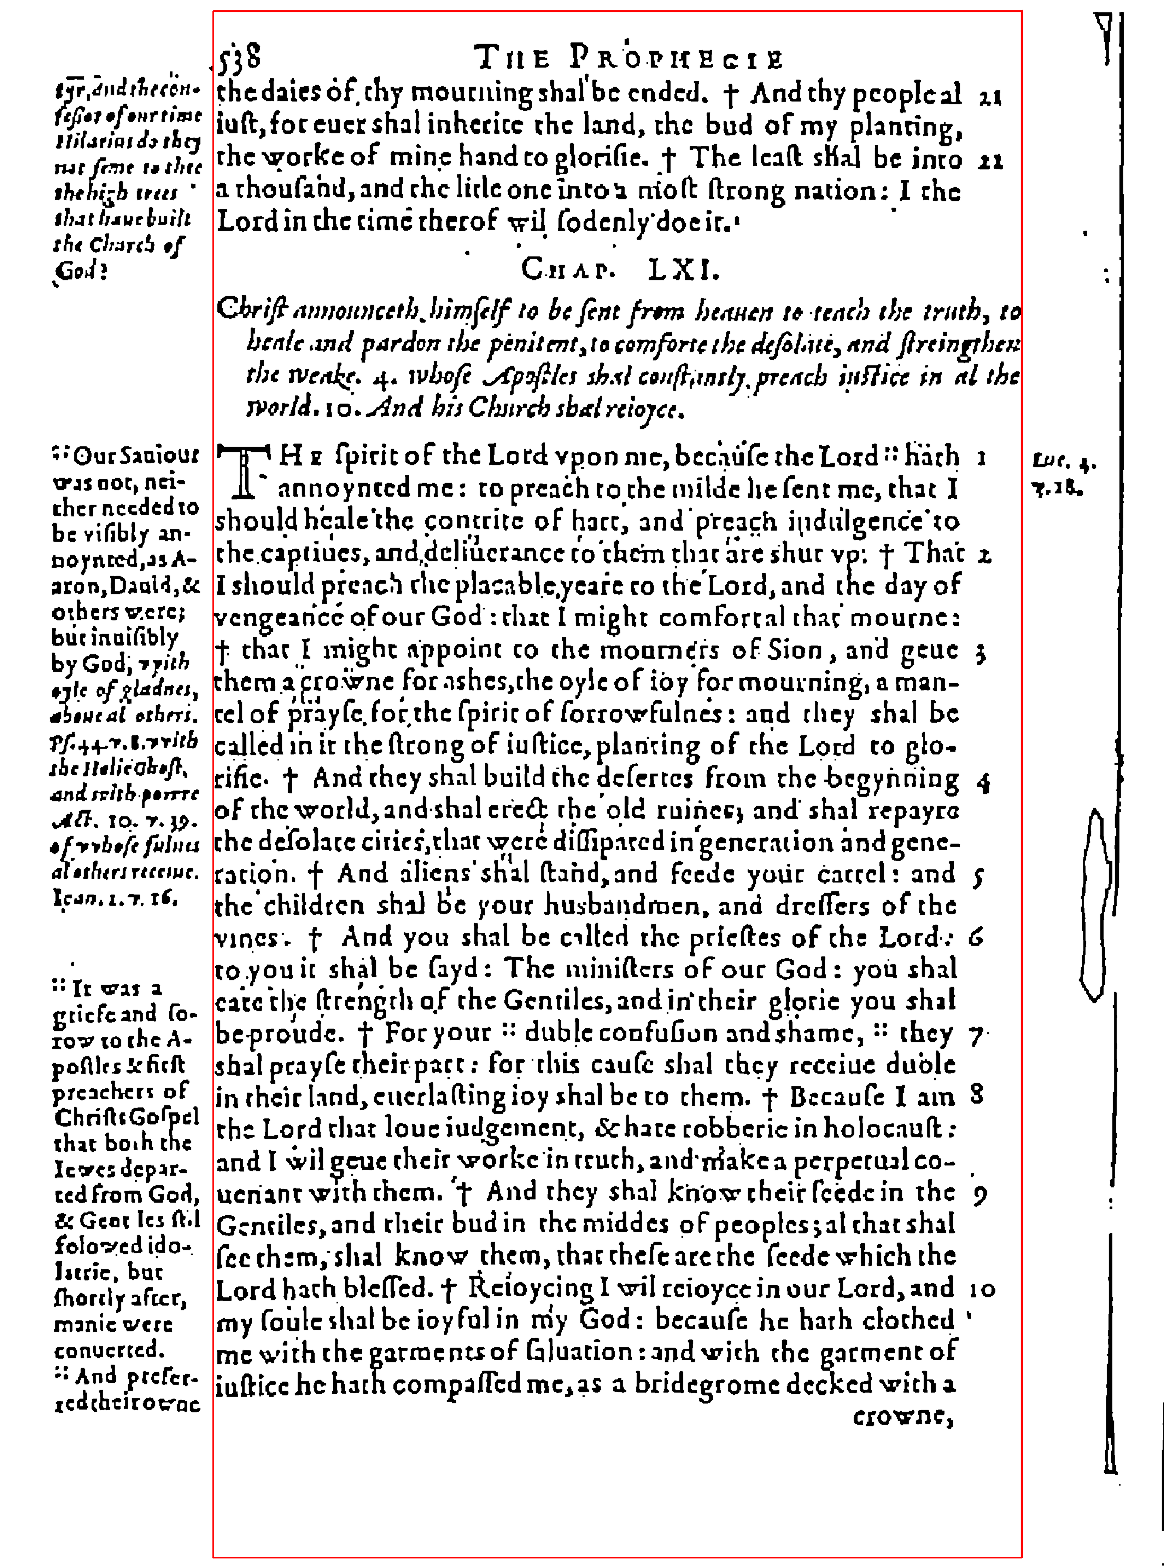 538 THE PROPHECIE
the daies of thy mourning shal be ended. † And thy people al 21
iust, for euer shal inherite the land, the bud of my planting,
the worke of mine hand to glorifie. † The least shal be into 22
a thousand, and the litle one into a most strong nation: I the
Lord in the time therof wil sodenly doe it.
CHAP. LXI.
Christ announceth himself to be sent from heauen to teach the truth, to
heale and pardon the penitent, to comforte the desolate, and streingthen
the weake. 4. whose Apostles shal constantly preach iustice in al the
world. 10. And his Church shal reioyce.
THE spirit of the Lord vpon me, because the Lord :: hath 1
annoynted me: to preach to the milde he sent me, that I
should heale the contrite of hart, and preach indulgence to
the captiues, and deliuerance to them that are shut vp. † That 2
I should preach the placable yeare to the Lord, and the day of
vengeance of our God: that I might comfort al that mourne:
† that I might appoint to the mourners of Sion, and geue 3
them a crowne for ashes, the oyle of ioy for mourning, a man-
tel of prayse for the spirit of sorrowfulnes: and they shal be
called in it the strong of iustice, planting of the Lord to glo-
rifie. † And they shal build the desertes from the begynning 4
of the world, and shal erect the old ruines, and shal repayre
the desolate cities, that were dissipated in generation and gene-
ration. † And aliens shal stand, and feede your cattel: and 5
the children shal be your husbandmen, and dressers of the
vines. † And you shal be called the priestes of the Lord: 6
to you it shal be sayd: The ministers of our God: you shal
eate the strength of the Gentiles, and in their glorie you shal
be proude. † For your :: duble confusion and shame, :: they 7
shal prayse their part: for this cause shal they receiue duble
in their land, euerlasting ioy shal be to them. † Because I am 8
the Lord that loue iudgement, & hate robberie in holocaust:
and I wil geue their worke in truth, and make a perpetual co-
uenant with them. † And they shal know their seede in the 9
Gentiles, and their bud in the middes of peoples; al that shal
see them, shal know them, that these are the seede which the
Lord hath blessed. † Reioycing I wil reioyce in our Lord, and 10
my soule shal be ioyful in my God: because he hath clothed
me with the garments of saluation: and with the garment of
iustice he hath compassed me, as a bridegrome decked with a
crowne,
tyr, and the con-
fessor of our time
Hilarius do they
not seme to thee
the high trees
that haue built
the Church of
God?
:: Our Sauiour
was not, nei-
ther needed to
be visibly an-
noynted, as A-
aron, Dauid, &
others were;
but inuisibly
by God, with
oyle of gladnes,
aboue al others.
Ps. 44. v. 8. with
the Holie Ghost,
and with powre
Act. 10. v. 39.
of whose fulnes
al others receiue.
Ioan. 1. v. 16.
:: It was a
griefe and so-
row to the A-
postles & first
preachers of
Christs Gospel
that both the
Iewes depar-
ted from God,
& Gentiles stil
folowed ido-
latrie, but
shortly after,
manie were
conuerted.
:: And prefer-
red their owne
Luc. 4.
v. 18.